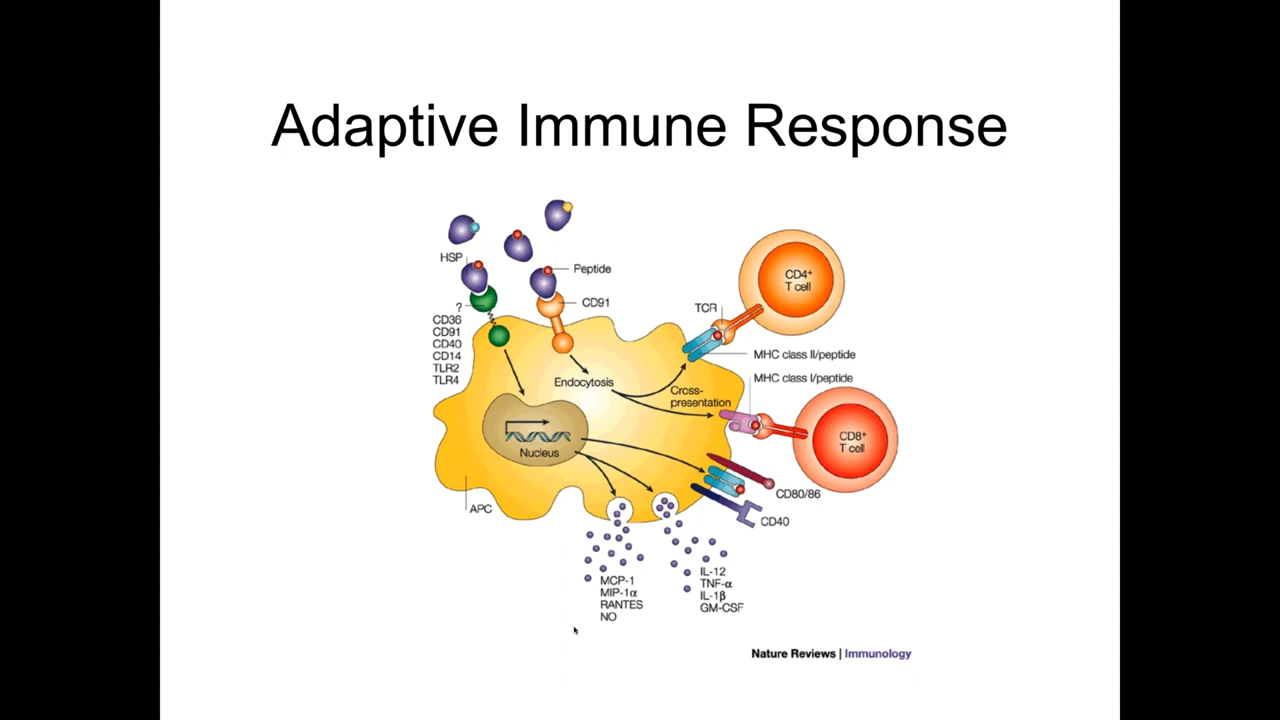 Adaptive Immune Response
HSP
Peptide
?
CD36
CD91
CD40
CD14
TLR2
TLR4
CD91
Endocytosis
Cross-
presentation
TCR
CD4⁺
T cell
MHC class II/peptide
MHC class I/peptide
CD8⁺
T cell
Nucleus
APC
CD80/86
CD40
MCP-1
MIP-1α
RANTES
NO
IL-12
TNF-α
IL-1β
GM-CSF
Nature Reviews | Immunology